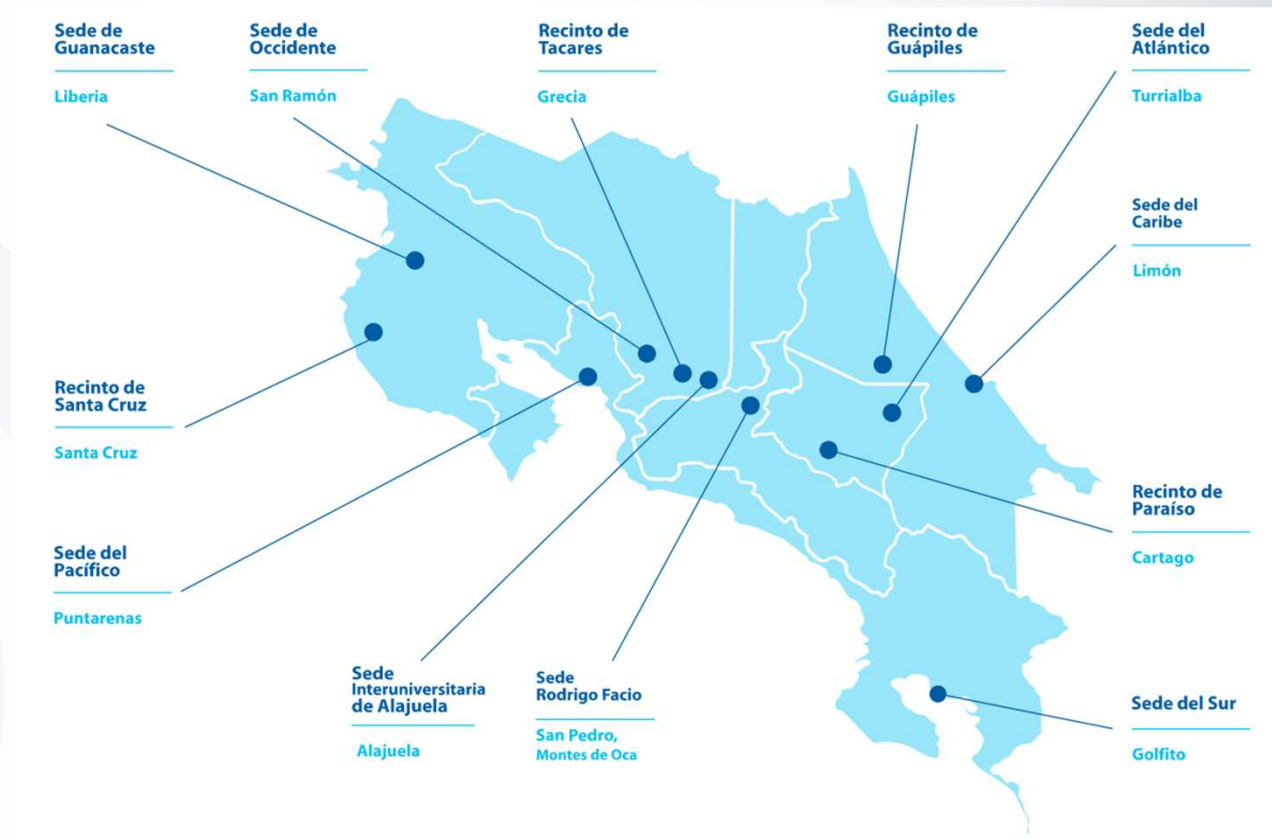 Sede de
Guanacaste
Liberia
Sede de
Occidente
San Ramón
Recinto de
Tacares
Grecia
Recinto de
Guápiles
Guápiles
Sede del
Atlántico
Turrialba
Sede del
Caribe
Limón
Recinto de
Santa Cruz
Santa Cruz
Recinto de
Paraíso
Cartago
Sede del
Pacífico
Puntarenas
Sede
Interuniversitaria
de Alajuela
Alajuela
Sede
Rodrigo Facio
San Pedro,
Montes de Oca
Sede del Sur
Golfito